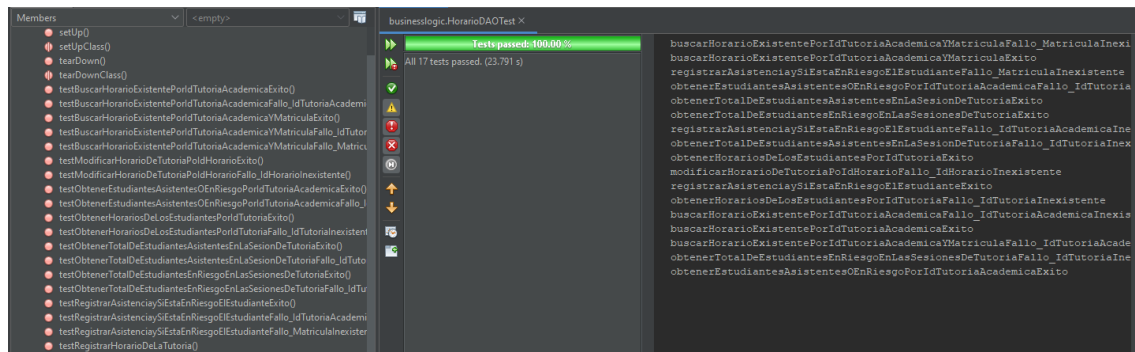 Members
<empty>
setUp()
setUpClass()
tearDown()
tearDownClass()
testBuscarHorarioExistentePorIdTutoriaAcademicaExito()
testBuscarHorarioExistentePorIdTutoriaAcademicaFallo_IdTutoriaAcademi
testBuscarHorarioExistentePorIdTutoriaAcademicaYMatriculaExito()
testBuscarHorarioExistentePorIdTutoriaAcademicaYMatriculaFallo_IdTutor
testBuscarHorarioExistentePorIdTutoriaAcademicaYMatriculaFallo_Matricu
testModificarHorarioDeTutoriaPoIdHorarioExito()
testModificarHorarioDeTutoriaPoIdHorarioFallo_IdHorarioInexistente()
testObtenerEstudiantesAsistentesOEnRiesgoPorIdTutoriaAcademicaExito()
testObtenerEstudiantesAsistentesOEnRiesgoPorIdTutoriaAcademicaFallo_I
testObtenerHorariosDeLosEstudiantesPorIdTutoriaExito()
testObtenerHorariosDeLosEstudiantesPorIdTutoriaFallo_IdTutoriaInexistent
testObtenerTotalDeEstudiantesAsistentesEnLaSesionDeTutoriaExito()
testObtenerTotalDeEstudiantesAsistentesEnLaSesionDeTutoriaFallo_IdTuto
testObtenerTotalDeEstudiantesEnRiesgoEnLasSesionesDeTutoriaExito()
testObtenerTotalDeEstudiantesEnRiesgoEnLasSesionesDeTutoriaFallo_IdTu
testRegistrarAsistenciaySiEstaEnRiesgoElEstudianteExito()
testRegistrarAsistenciaySiEstaEnRiesgoElEstudianteFallo_IdTutoriaAcademi
testRegistrarAsistenciaySiEstaEnRiesgoElEstudianteFallo_MatriculaInexister
testRegistrarHorarioDeLaTutoria()
businesslogic.HorarioDAOTest
Tests passed: 100.00 %
All 17 tests passed. (23.791 s)
buscarHorarioExistentePorIdTutoriaAcademicaYMatriculaFallo_MatriculaInexi
buscarHorarioExistentePorIdTutoriaAcademicaYMatriculaExito
registrarAsistenciaySiEstaEnRiesgoElEstudianteFallo_MatriculaInexistente
obtenerEstudiantesAsistentesOEnRiesgoPorIdTutoriaAcademicaFallo_IdTutoria
obtenerTotalDeEstudiantesAsistentesEnLaSesionDeTutoriaExito
obtenerTotalDeEstudiantesEnRiesgoEnLasSesionesDeTutoriaExito
registrarAsistenciaySiEstaEnRiesgoElEstudianteFallo_IdTutoriaAcademicaIne
obtenerTotalDeEstudiantesAsistentesEnLaSesionDeTutoriaFallo_IdTutoriaInex
obtenerHorariosDeLosEstudiantesPorIdTutoriaExito
modificarHorarioDeTutoriaPoIdHorarioFallo_IdHorarioInexistente
registrarAsistenciaySiEstaEnRiesgoElEstudianteExito
obtenerHorariosDeLosEstudiantesPorIdTutoriaFallo_IdTutoriaInexistente
buscarHorarioExistentePorIdTutoriaAcademicaFallo_IdTutoriaAcademicaInexis
buscarHorarioExistentePorIdTutoriaAcademicaExito
buscarHorarioExistentePorIdTutoriaAcademicaYMatriculaFallo_IdTutoriaAcade
obtenerTotalDeEstudiantesEnRiesgoEnLasSesionesDeTutoriaFallo_IdTutoriaIne
obtenerEstudiantesAsistentesOEnRiesgoPorIdTutoriaAcademicaExito